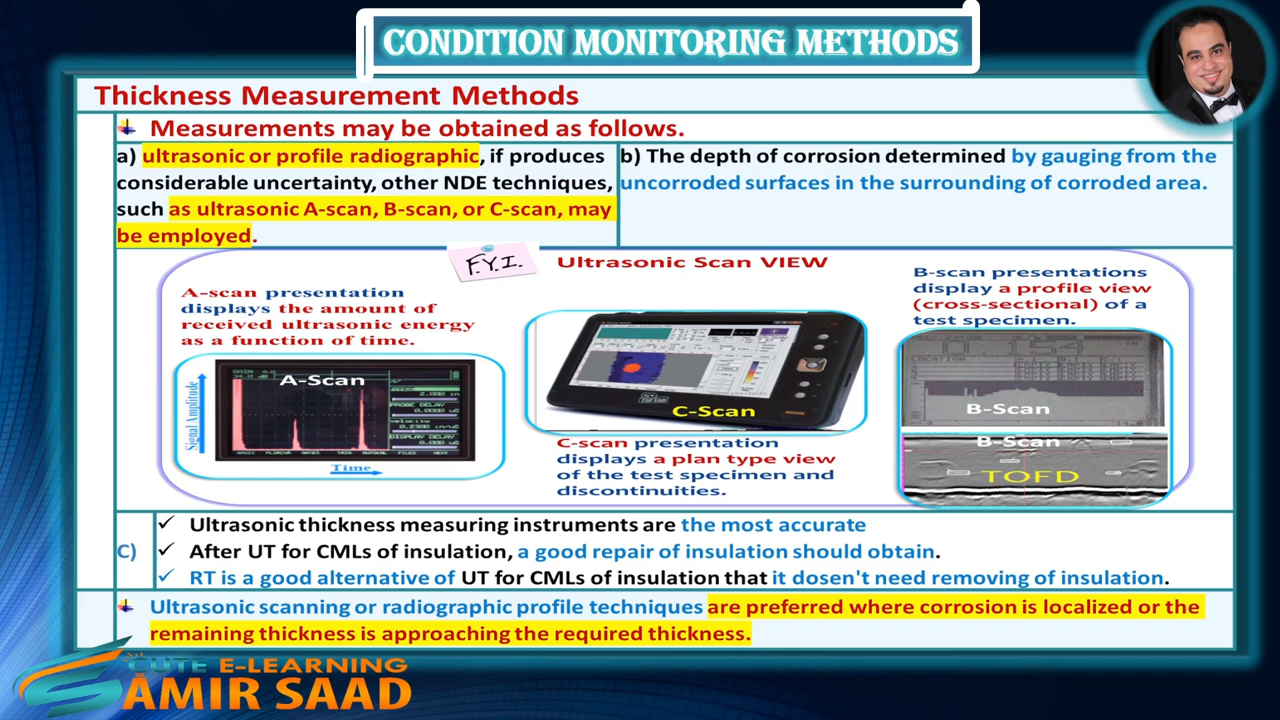 CONDITION MONITORING METHODS
Thickness Measurement Methods
Measurements may be obtained as follows.
a) ultrasonic or profile radiographic, if produces
considerable uncertainty, other NDE techniques,
such as ultrasonic A-scan, B-scan, or C-scan, may
be employed.
b) The depth of corrosion determined by gauging from the
uncorroded surfaces in the surrounding of corroded area.
F.Y.I.
Ultrasonic Scan VIEW
A-scan presentation
displays the amount of
received ultrasonic energy
as a function of time.
Signal Amplitude
A-Scan
PROBE DELAY
velocity
DISPLAY DELAY
Time
C-Scan
C-scan presentation
displays a plan type view
of the test specimen and
discontinuities.
B-scan presentations
display a profile view
(cross-sectional) of a
test specimen.
LOCATION
B-Scan
B-Scan
TOFD
C)
✓ Ultrasonic thickness measuring instruments are the most accurate
✓ After UT for CMLs of insulation, a good repair of insulation should obtain.
✓ RT is a good alternative of UT for CMLs of insulation that it dosen't need removing of insulation.
Ultrasonic scanning or radiographic profile techniques are preferred where corrosion is localized or the
remaining thickness is approaching the required thickness.
CUTE E-LEARNING
AMIR SAAD